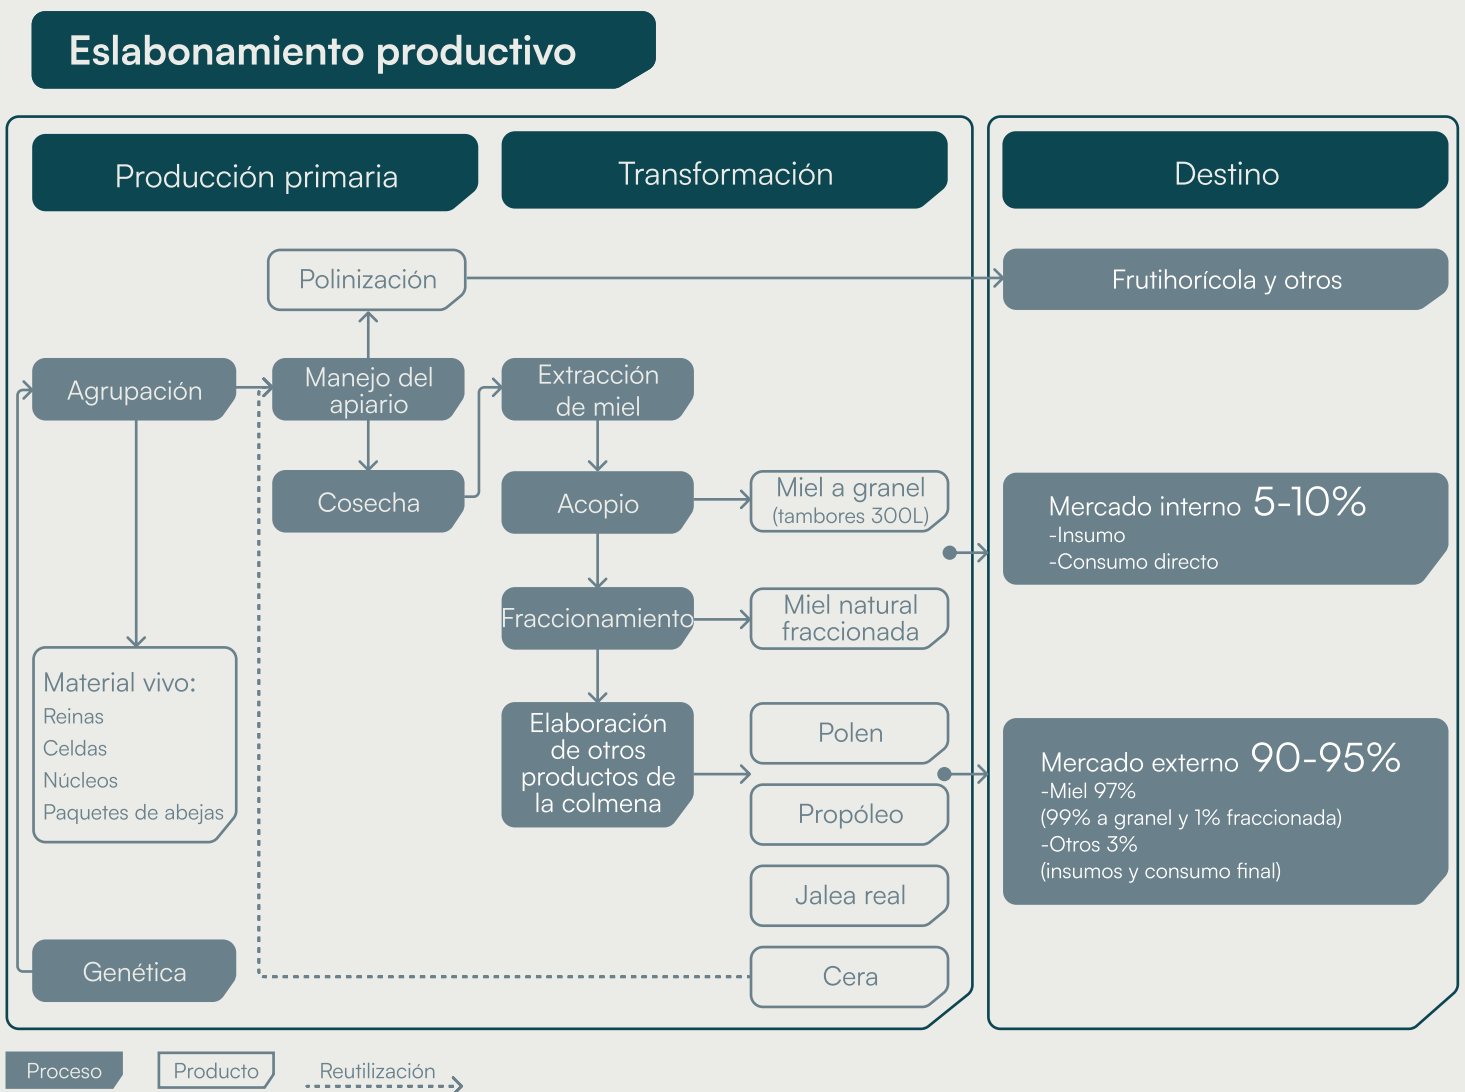 Eslabonamiento productivo
Producción primaria
Transformación
Destino
Polinización
Frutihorícola y otros
Agrupación
Manejo del
apiario
Extracción
de miel
Cosecha
Acopio
Miel a granel
(tambores 300L)
Mercado interno 5-10%
-Insumo
-Consumo directo
Fraccionamiento
Miel natural
fraccionada
Material vivo:
Reinas
Celdas
Núcleos
Paquetes de abejas
Elaboración
de otros
productos de
la colmena
Polen
Propóleo
Jalea real
Cera
Mercado externo 90-95%
-Miel 97%
(99% a granel y 1% fraccionada)
-Otros 3%
(insumos y consumo final)
Genética
Proceso
Producto
Reutilización